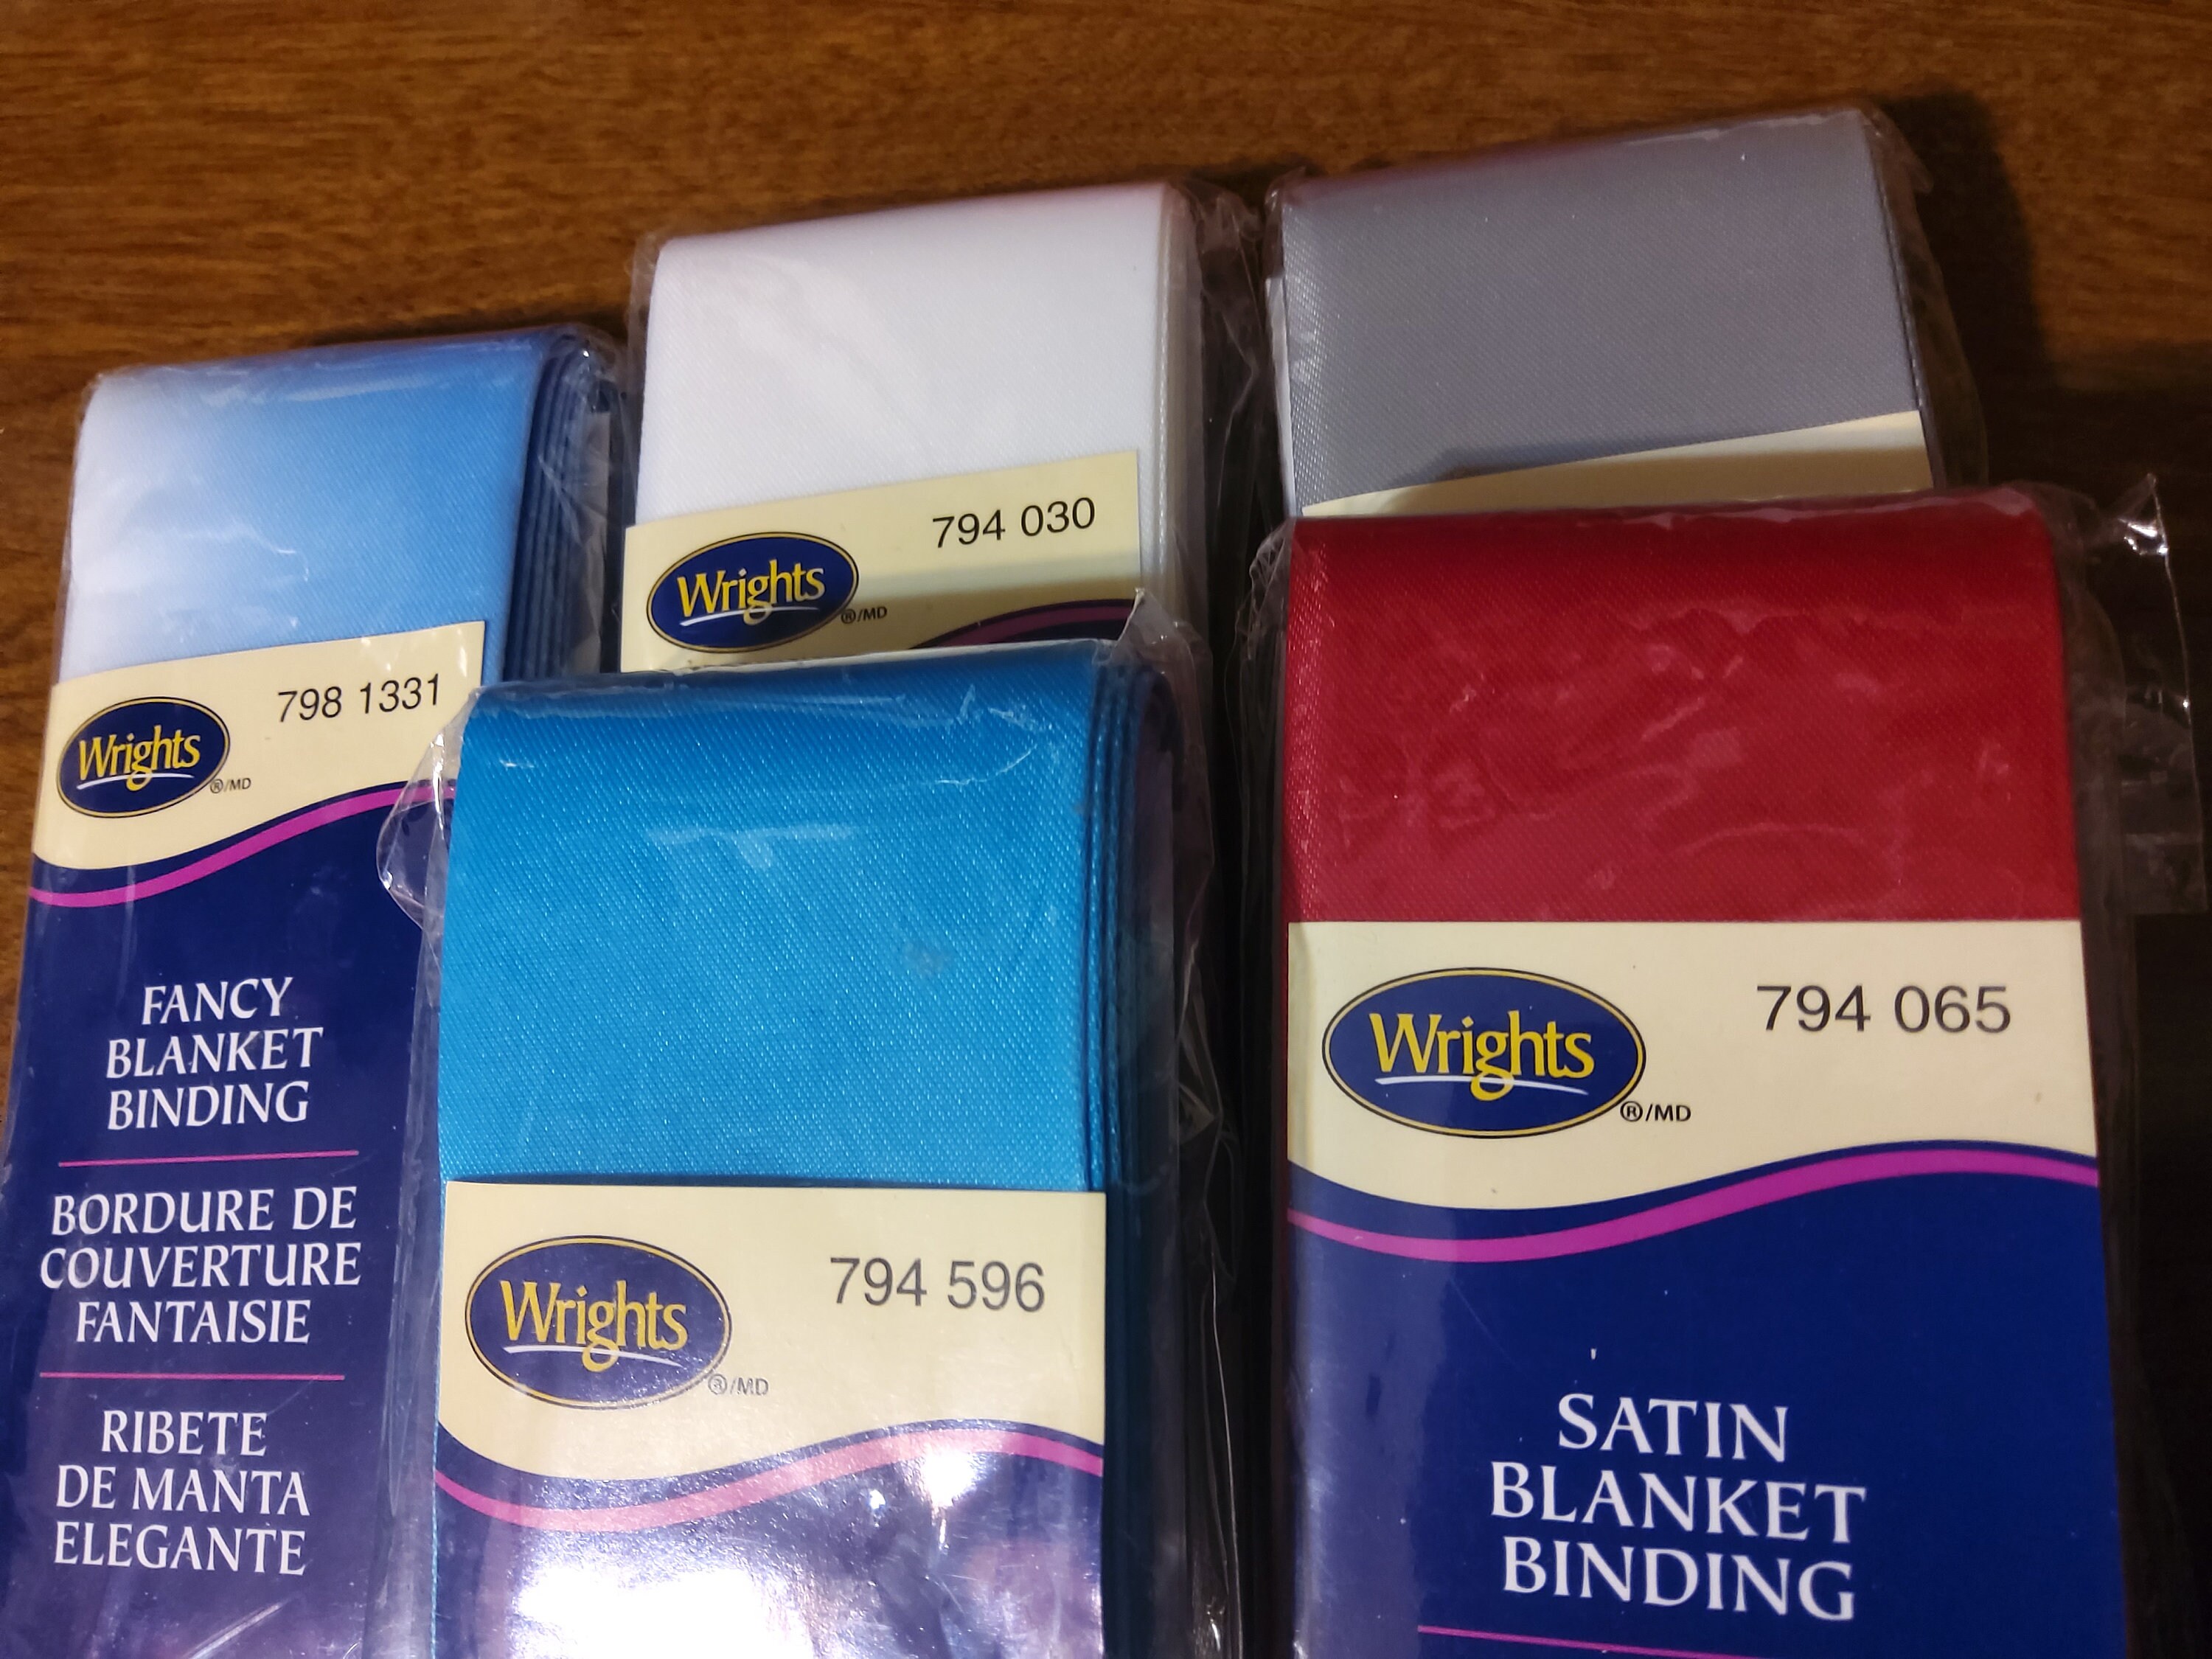 794 030
Wrights
®/MD
798 1331
Wrights
®/MD
FANCY
BLANKET
BINDING
BORDURE DE
COUVERTURE
FANTAISIE
RIBETE
DE MANTA
ELEGANTE
794 596
Wrights
®/MD
794 065
Wrights
®/MD
SATIN
BLANKET
BINDING